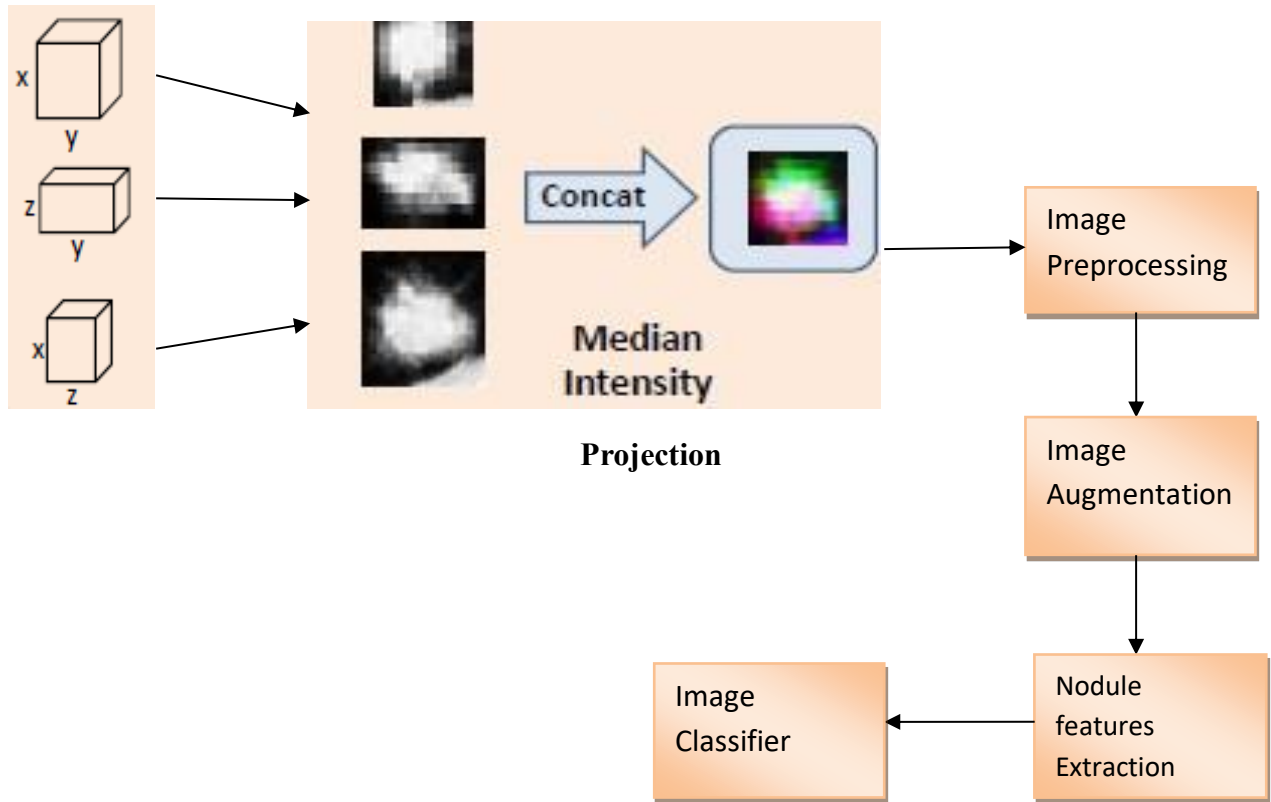 x
y
z
y
x
z
Concat
Median
Intensity
Projection
Image
Preprocessing
Image
Augmentation
Nodule
features
Extraction
Image
Classifier